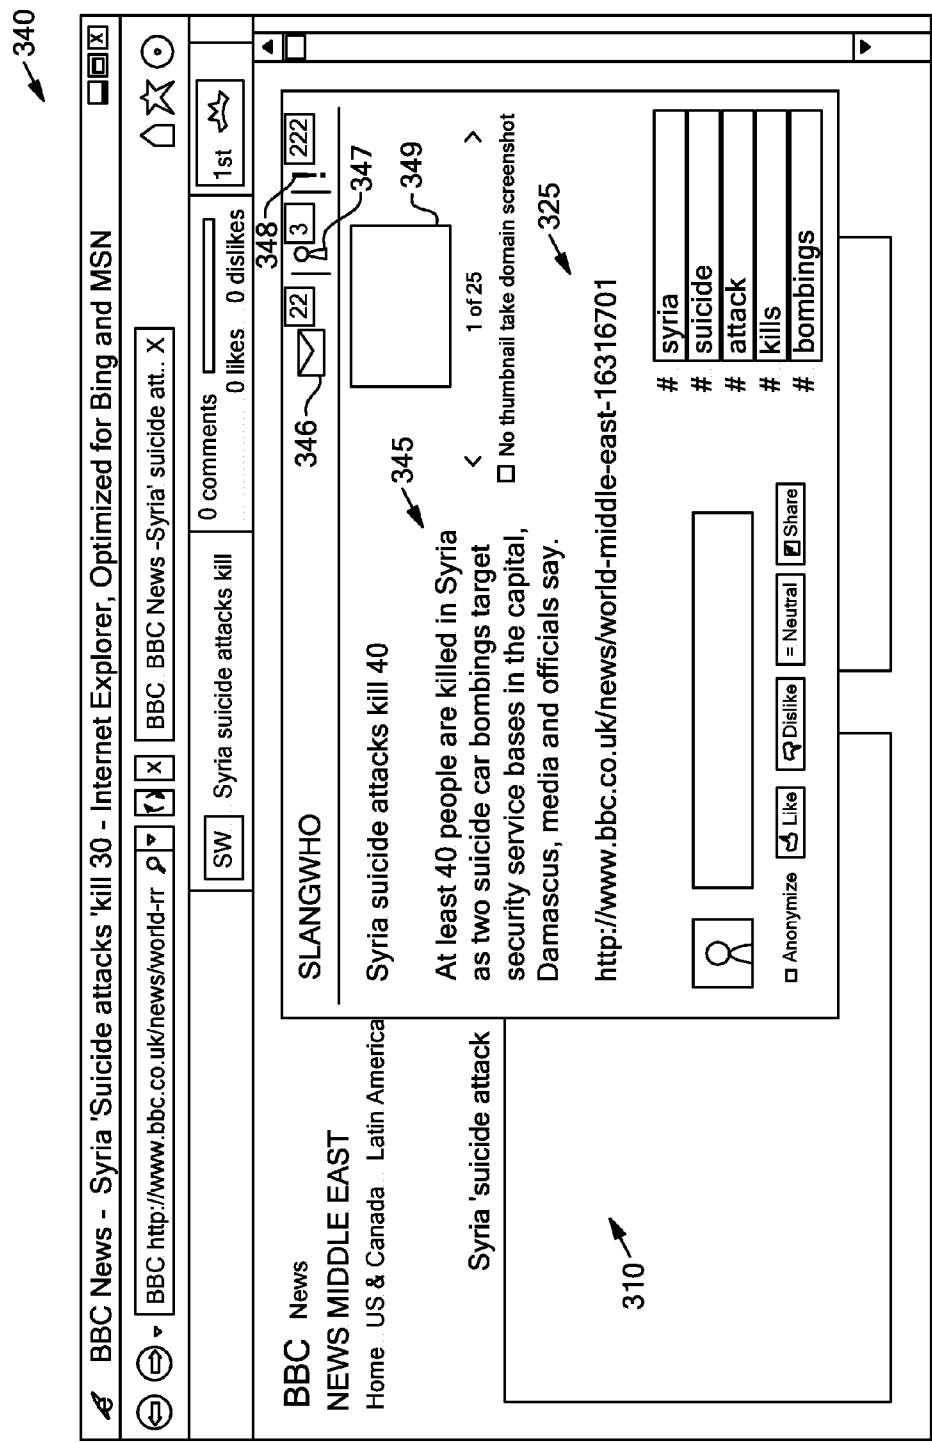 340
BBC News - Syria 'Suicide attacks 'kill 30 - Internet Explorer, Optimized for Bing and MSN
X
BBC http://www.bbc.co.uk/news/world-rr
X
BBC.. BBC News -Syria' suicide att.. X
SW.. Syria suicide attacks kill
0 comments
0 likes 0 dislikes
1st
BBC News
NEWS MIDDLE EAST
Home .. US & Canada... Latin America
Syria 'suicide attack
310
SLANGWHO
346
22
3
348
222
347
349
Syria suicide attacks kill 40
345
At least 40 people are killed in Syria
as two suicide car bombings target
security service bases in the capital,
Damascus, media and officials say.
< 1 of 25 >
No thumbnail take domain screenshot
325
http://www.bbc.co.uk/news/world-middle-east-16316701
# syria
# suicide
# attack
# kills
# bombings
Anonymize Like Dislike = Neutral Share